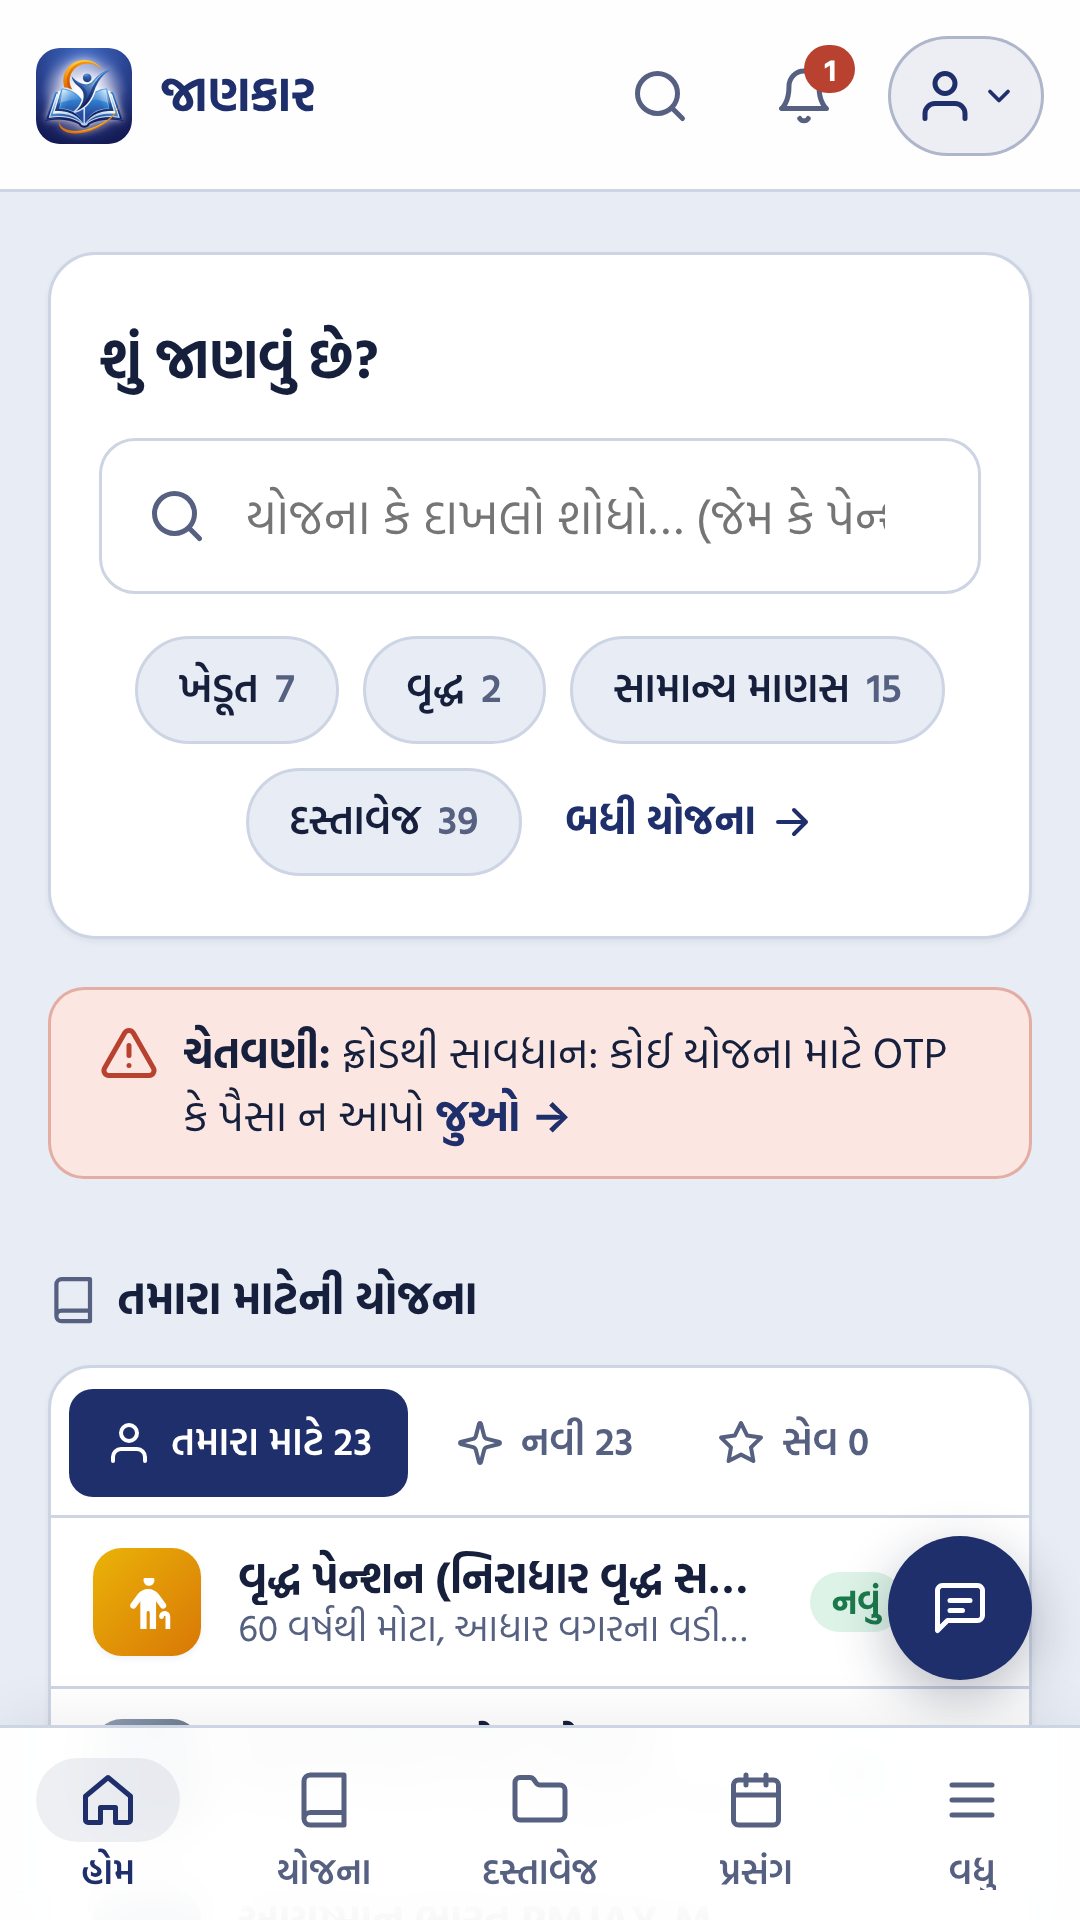 જાણકાર
1
શું જાણવું છે?
યોજના કે દાખલો શોધો... (જેમ કે પેન
ખેડૂત 7
વૃદ્ધ 2
સામાન્ય માણસ 15
દસ્તાવેજ 39
બધી યોજના →
ચેતવણી: ફ્રોડથી સાવધાન: કોઈ યોજના માટે OTP
કે પૈસા ન આપો જુઓ →
તમારા માટેની યોજના
તમારા માટે 23
નવી 23
સેવ 0
વૃદ્ધ પેન્શન (નિરાધાર વૃદ્ધ સ...
નવું
60 વર્ષથી મોટા, આધાર વગરના વડી...
હોમ
યોજના
દસ્તાવેજ
પ્રસંગ
વધુ